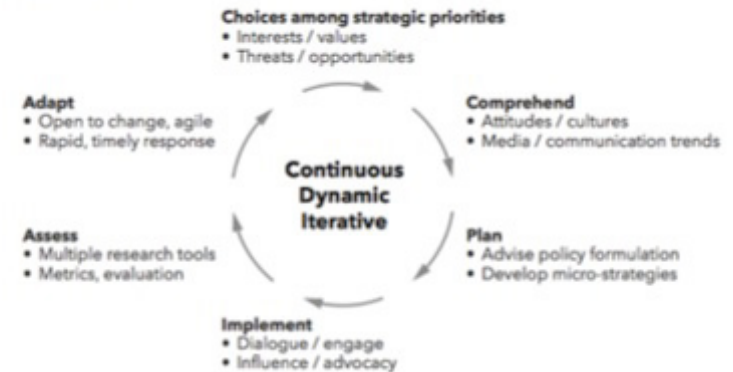 Choices among strategic priorities
• Interests / values
• Threats / opportunities
Comprehend
• Attitudes / cultures
• Media / communication trends
Plan
• Advise policy formulation
• Develop micro-strategies
Implement
• Dialogue / engage
• Influence / advocacy
Assess
• Multiple research tools
• Metrics, evaluation
Adapt
• Open to change, agile
• Rapid, timely response
Continuous
Dynamic
Iterative